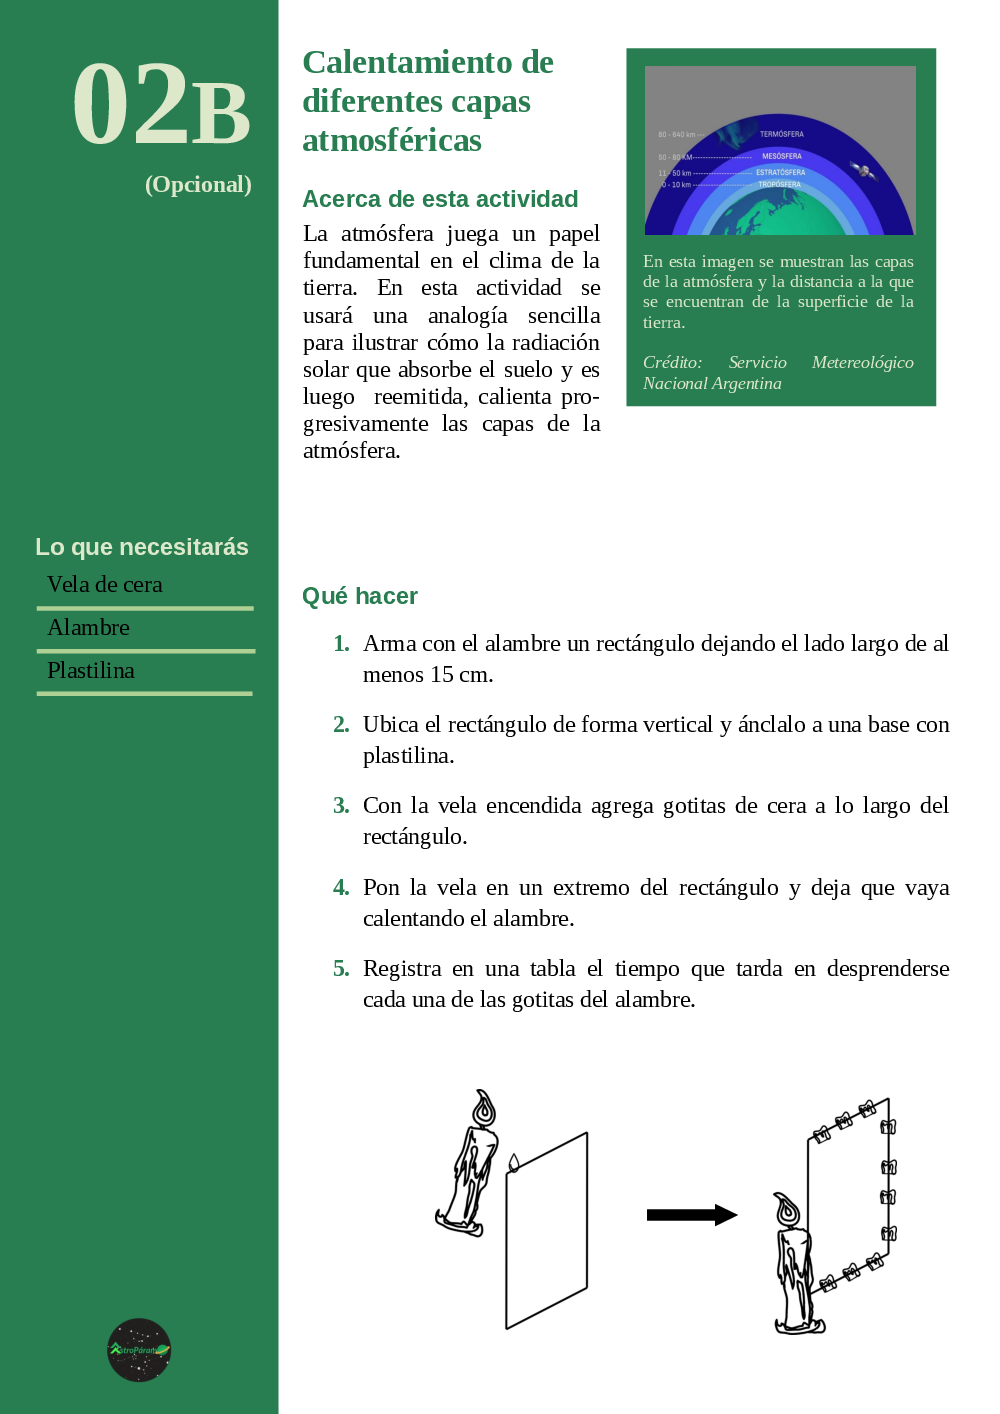 02B
(Opcional)
Calentamiento de
diferentes capas
atmosféricas
Acerca de esta actividad
La atmósfera juega un papel
fundamental en el clima de la
tierra. En esta actividad se
usará una analogía sencilla
para ilustrar cómo la radiación
solar que absorbe el suelo y es
luego reemitida, calienta pro-
gresivamente las capas de la
atmósfera.
80 - 640 km --- TERMÓSFERA
50 - 80 KM---------------------- MESÓSFERA
11 - 50 km ---------------------- ESTRATÓSFERA
0 - 10 km ---------------------- TROPÓSFERA
En esta imagen se muestran las capas
de la atmósfera y la distancia a la que
se encuentran de la superficie de la
tierra.
Crédito: Servicio Metereológico
Nacional Argentina
Lo que necesitarás
Vela de cera
Alambre
Plastilina
Qué hacer
1. Arma con el alambre un rectángulo dejando el lado largo de al
menos 15 cm.
2. Ubica el rectángulo de forma vertical y ánclalo a una base con
plastilina.
3. Con la vela encendida agrega gotitas de cera a lo largo del
rectángulo.
4. Pon la vela en un extremo del rectángulo y deja que vaya
calentando el alambre.
5. Registra en una tabla el tiempo que tarda en desprenderse
cada una de las gotitas del alambre.